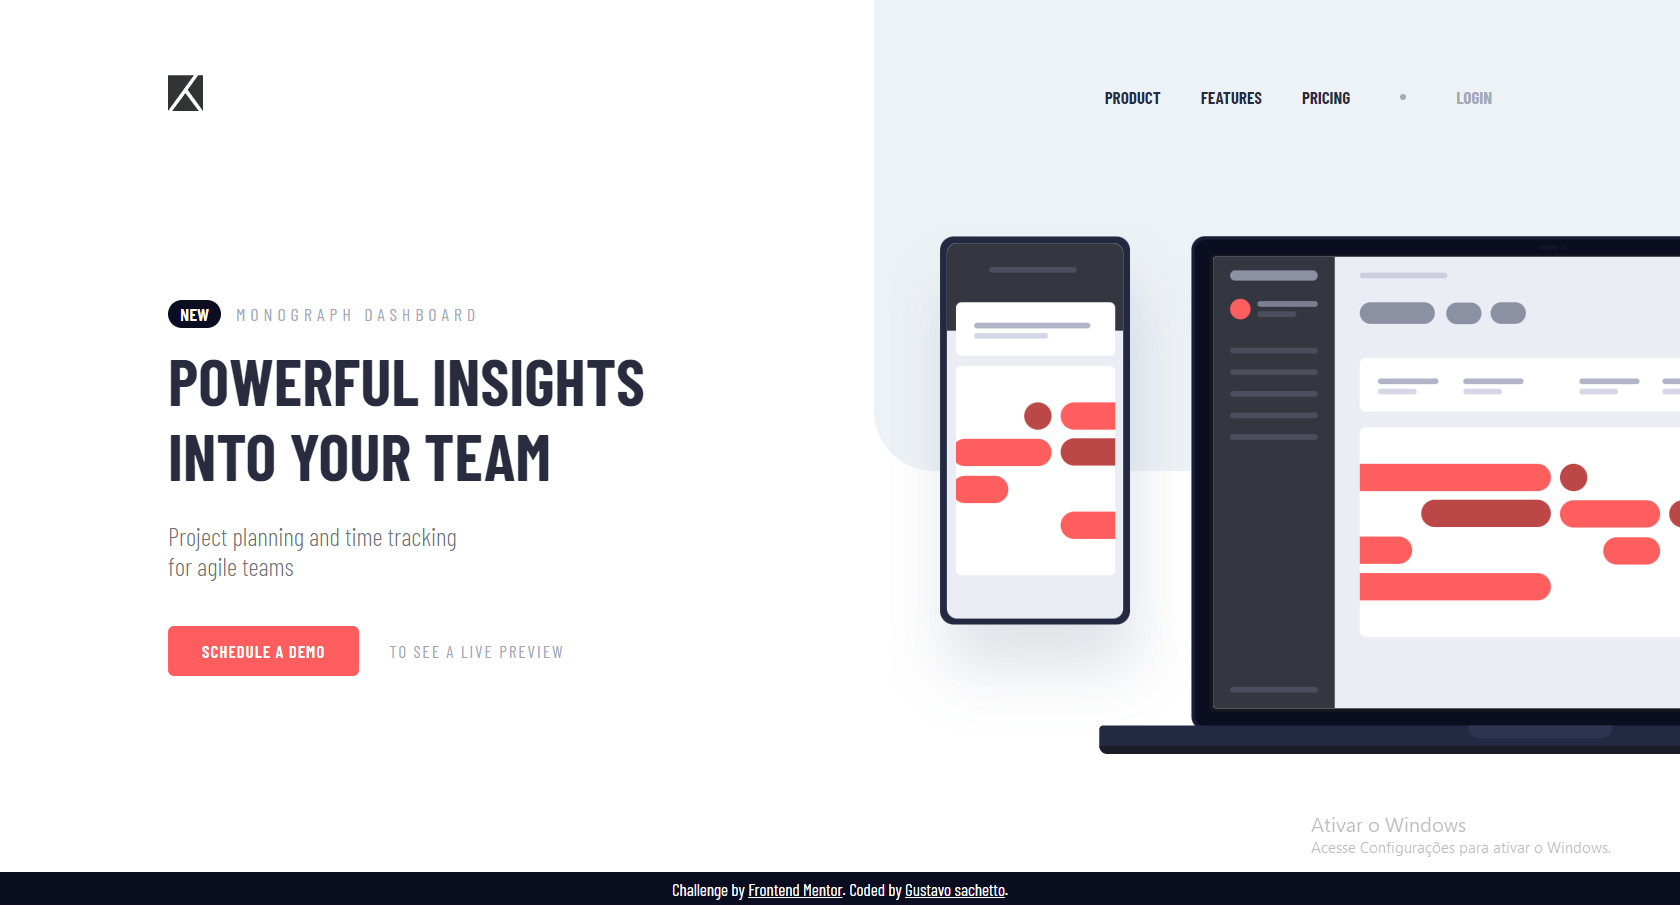 PRODUCT FEATURES PRICING • LOGIN
NEW MONOGRAPH DASHBOARD
POWERFUL INSIGHTS
INTO YOUR TEAM
Project planning and time tracking
for agile teams
SCHEDULE A DEMO TO SEE A LIVE PREVIEW
Ativar o Windows
Acesse Configurações para ativar o Windows.
Challenge by Frontend Mentor. Coded by Gustavo sachetto.